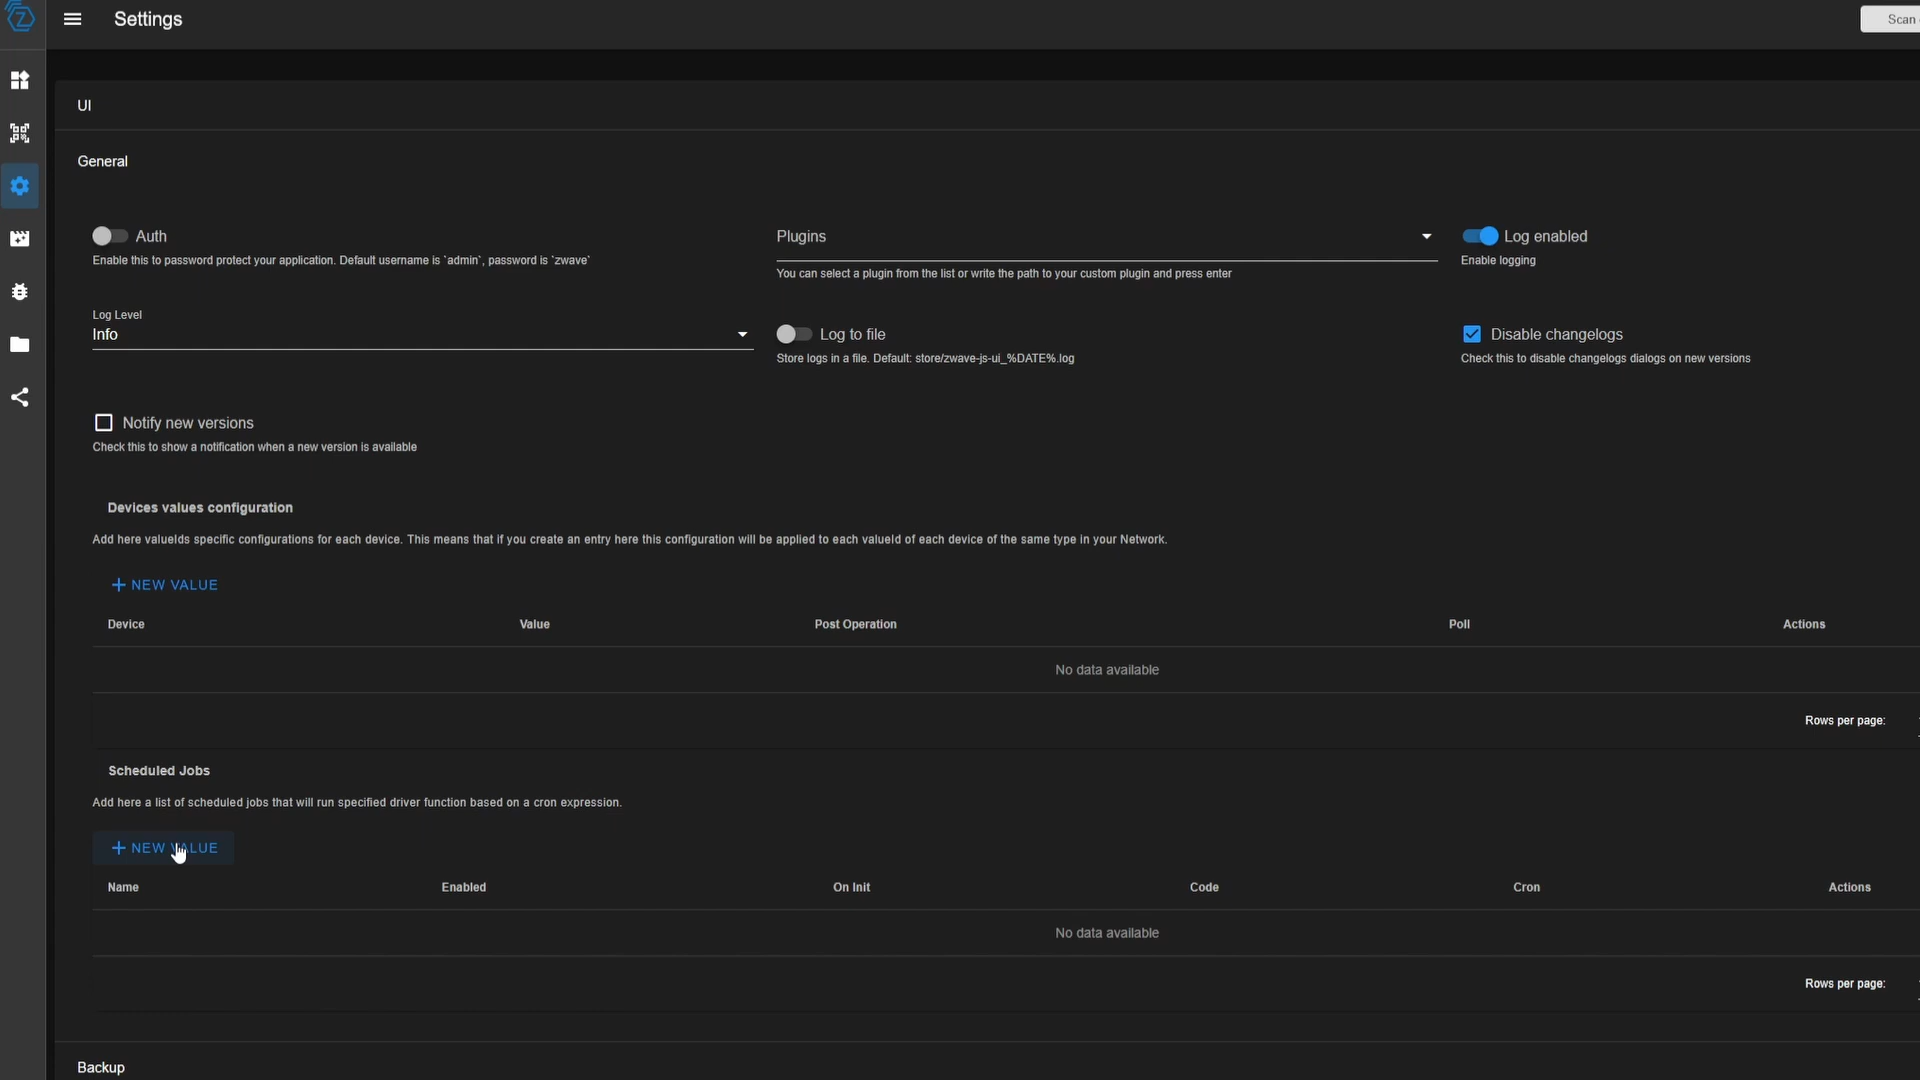 Settings
Scan
UI
General
Auth
Enable this to password protect your application. Default username is `admin`, password is `zwave`
Plugins
You can select a plugin from the list or write the path to your custom plugin and press enter
Log enabled
Enable logging
Log Level
Info
Log to file
Store logs in a file. Default: store/zwave-js-ui_%DATE%.log
Disable changelogs
Check this to disable changelogs dialogs on new versions
Notify new versions
Check this to show a notification when a new version is available
Devices values configuration
Add here valueIds specific configurations for each device. This means that if you create an entry here this configuration will be applied to each valueId of each device of the same type in your Network.
+ NEW VALUE
Device Value Post Operation Poll Actions
No data available
Rows per page:
Scheduled Jobs
Add here a list of scheduled jobs that will run specified driver function based on a cron expression.
+ NEW VALUE
Name Enabled On Init Code Cron Actions
No data available
Rows per page:
Backup